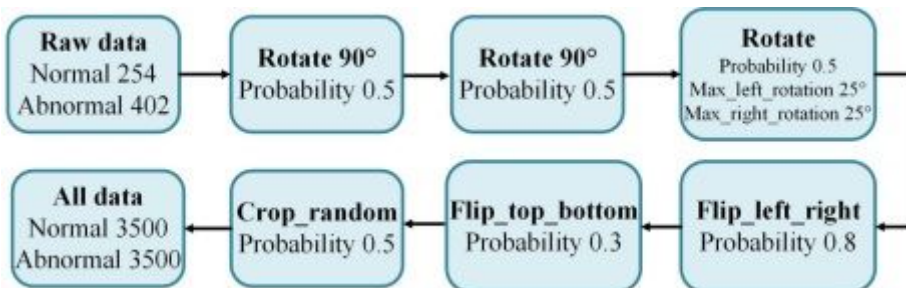 Raw data
Normal 254
Abnormal 402
Rotate 90°
Probability 0.5
Rotate 90°
Probability 0.5
Rotate
Probability 0.5
Max_left_rotation 25°
Max_right_rotation 25°
Flip_left_right
Probability 0.8
Flip_top_bottom
Probability 0.3
Crop_random
Probability 0.5
All data
Normal 3500
Abnormal 3500